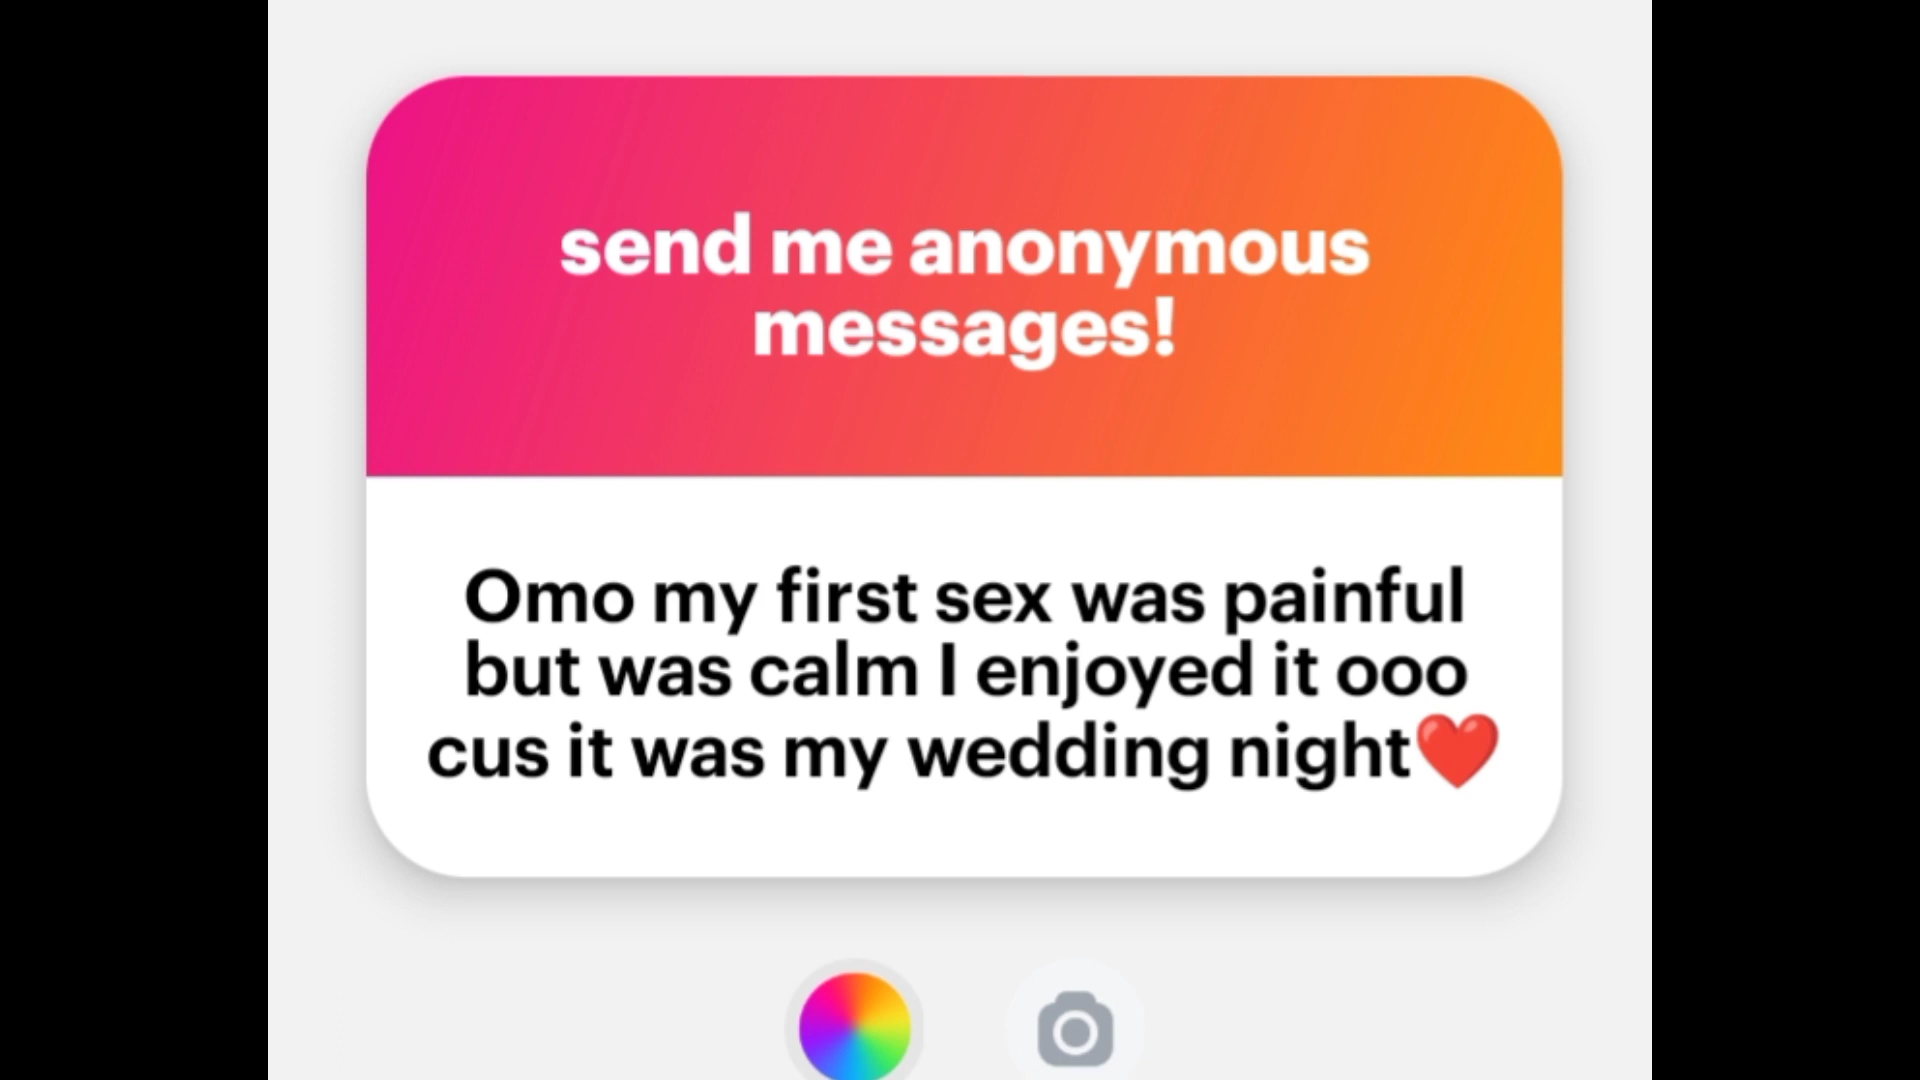 send me anonymous
messages!
Omo my first sex was painful
but was calm I enjoyed it ooo
cus it was my wedding night❤️